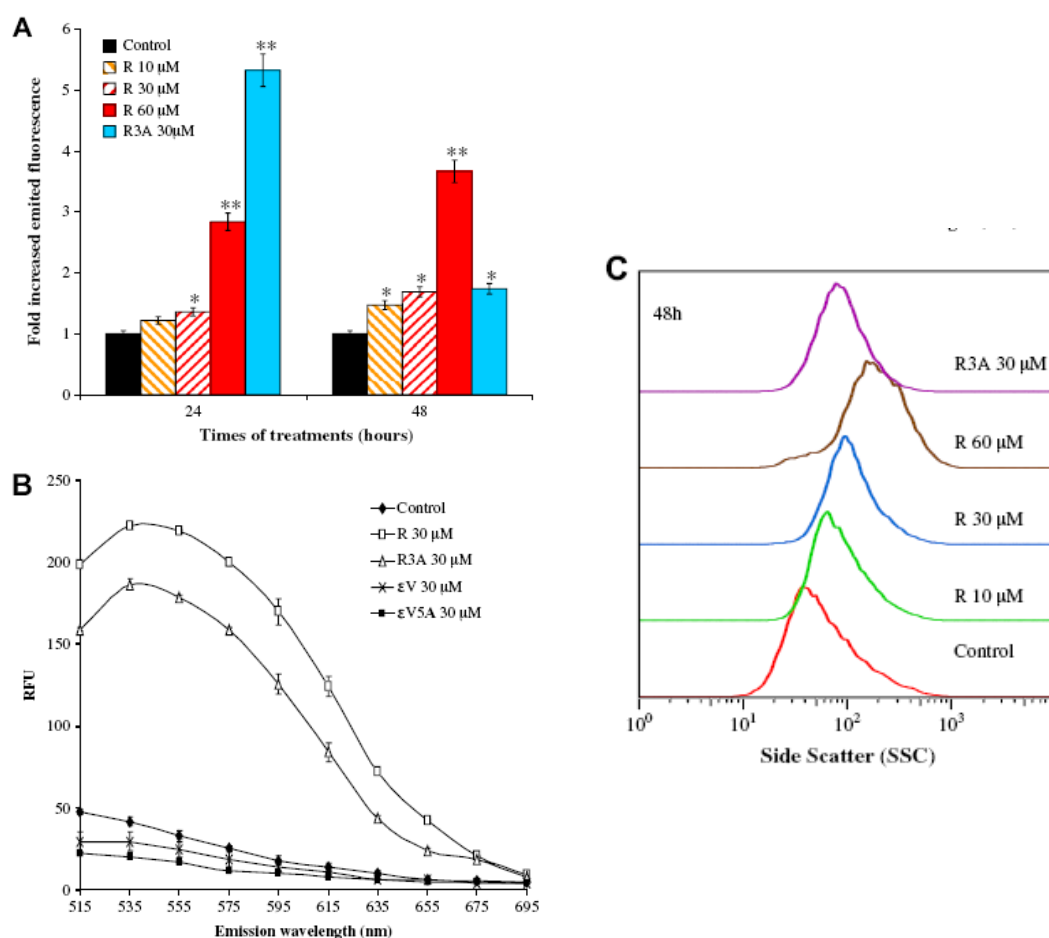 A
Control
R 10 µM
R 30 µM
R 60 µM
R3A 30µM
Fold increased emited fluorescence
6
5
4
3
2
1
0
*
**
**
*
*
**
*
24
48
Times of treatments (hours)
B
Control
R 30 µM
R3A 30 µM
εV 30 µM
εV5A 30 µM
RFU
250
200
150
100
50
0
515 535 555 575 595 615 635 655 675 695
Emission wavelength (nm)
C
48h
R3A 30 µM
R 60 µM
R 30 µM
R 10 µM
Control
10⁰ 10¹ 10² 10³
Side Scatter (SSC)